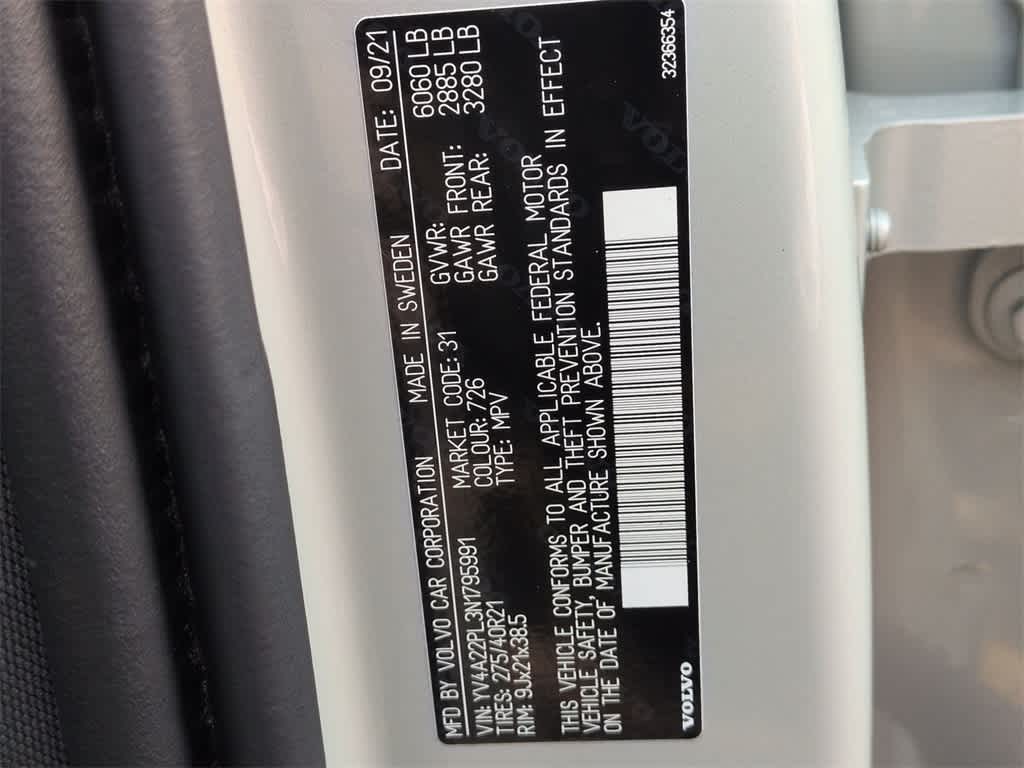 MFD BY VOLVO CAR CORPORATION MADE IN SWEDEN DATE: 09/21
VIN: YV4A22PL3N1795991 MARKET CODE: 31 GVWR: 6060 LB
TIRES: 275/40R21 COLOUR: 726 GAWR FRONT: 2885 LB
RIM: 9Jx21x38.5 TYPE: MPV GAWR REAR: 3280 LB
THIS VEHICLE CONFORMS TO ALL APPLICABLE FEDERAL MOTOR
VEHICLE SAFETY, BUMPER AND THEFT PREVENTION STANDARDS IN EFFECT
ON THE DATE OF MANUFACTURE SHOWN ABOVE.
VOLVO 32366354